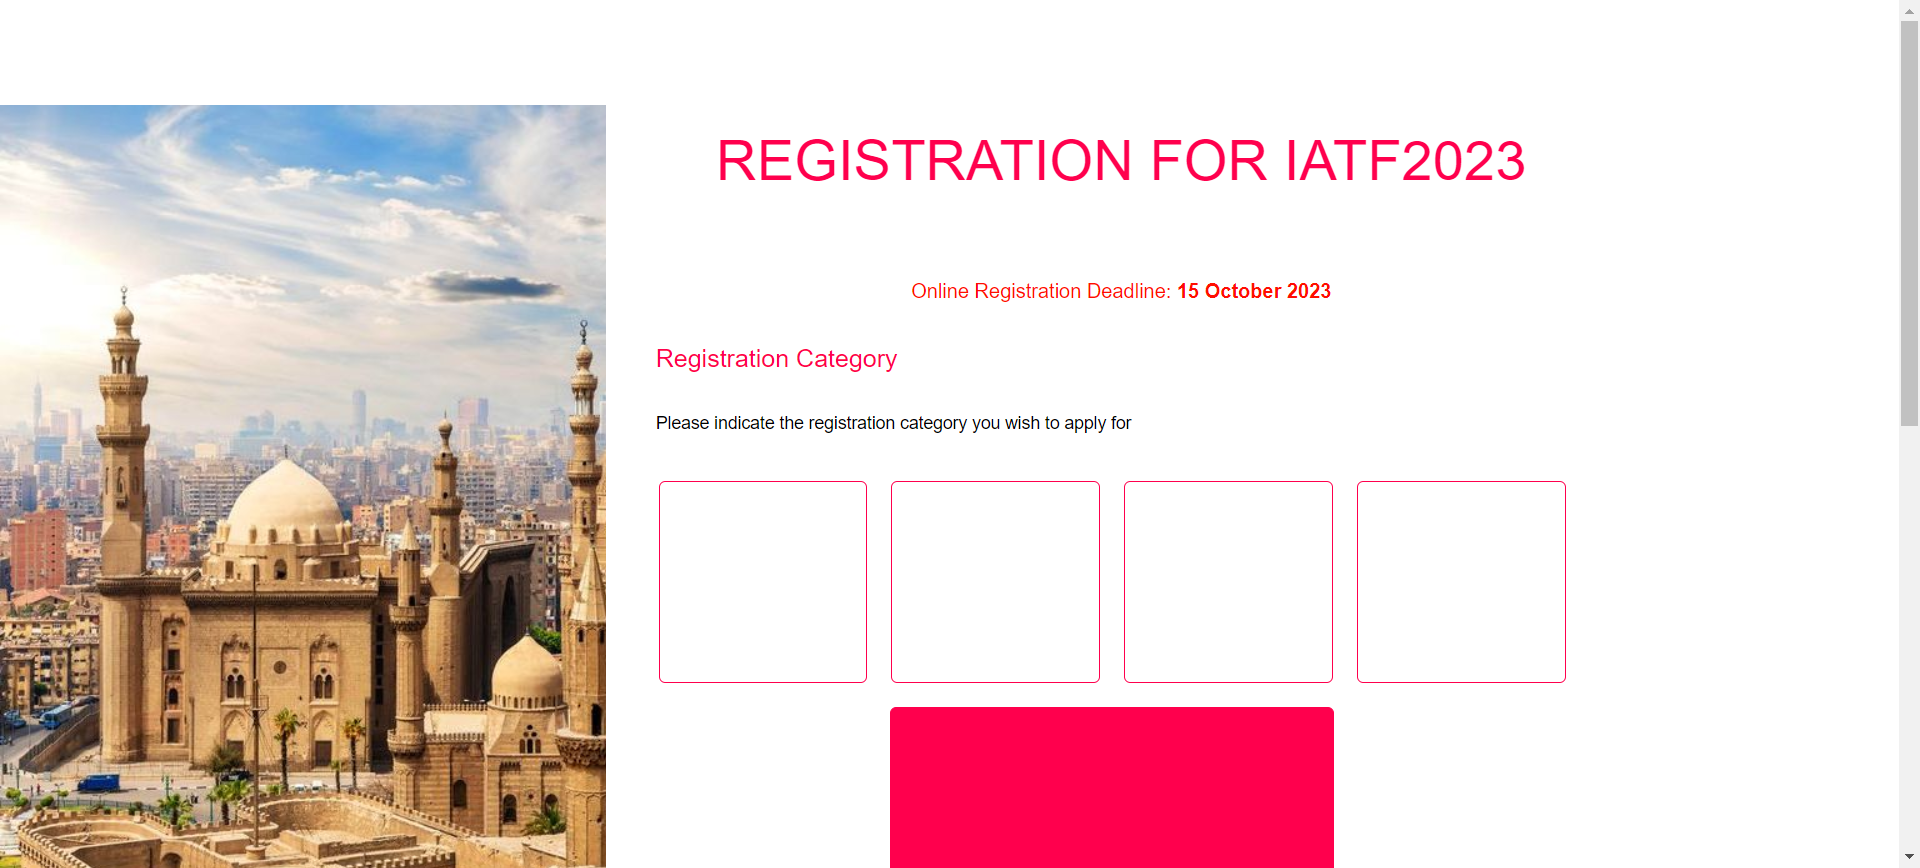 REGISTRATION FOR IATF2023
Online Registration Deadline: 15 October 2023
Registration Category
Please indicate the registration category you wish to apply for